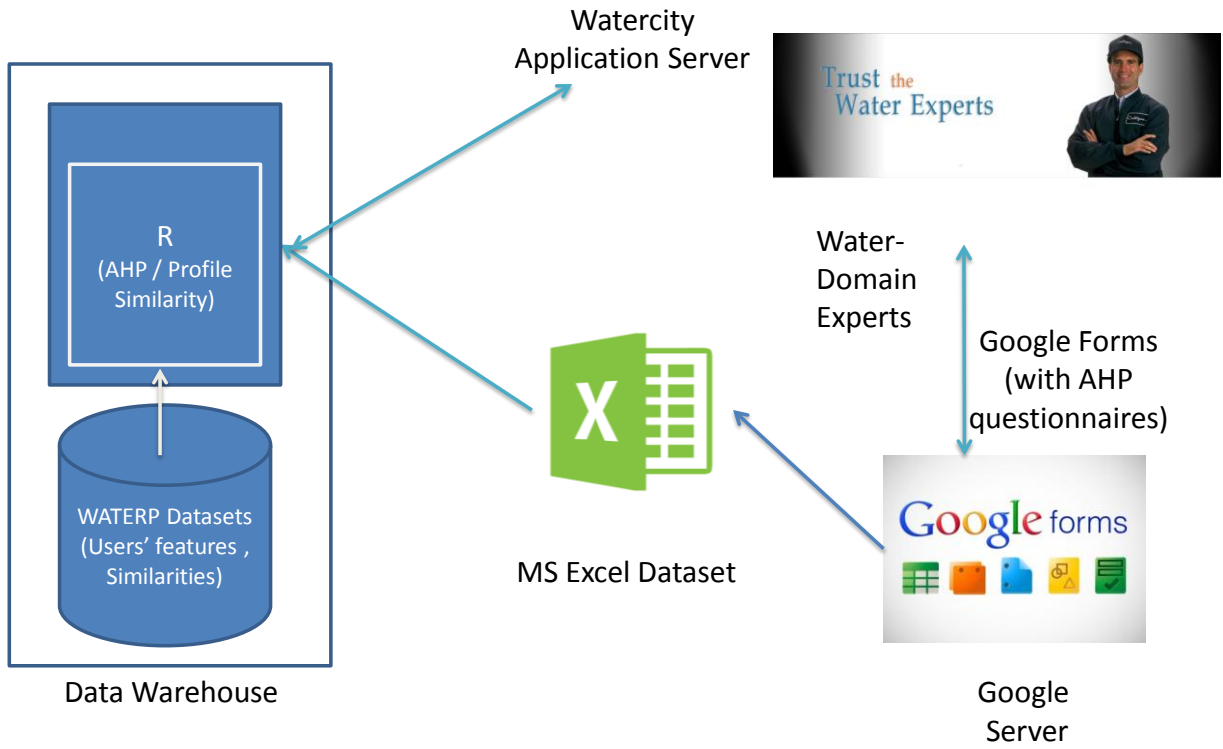 Watercity
Application Server
Trust the
Water Experts
R
(AHP / Profile
Similarity)
Water-
Domain
Experts
Google Forms
(with AHP
questionnaires)
X
Google forms
WATERP Datasets
(Users' features ,
Similarities)
MS Excel Dataset
Data Warehouse
Google
Server